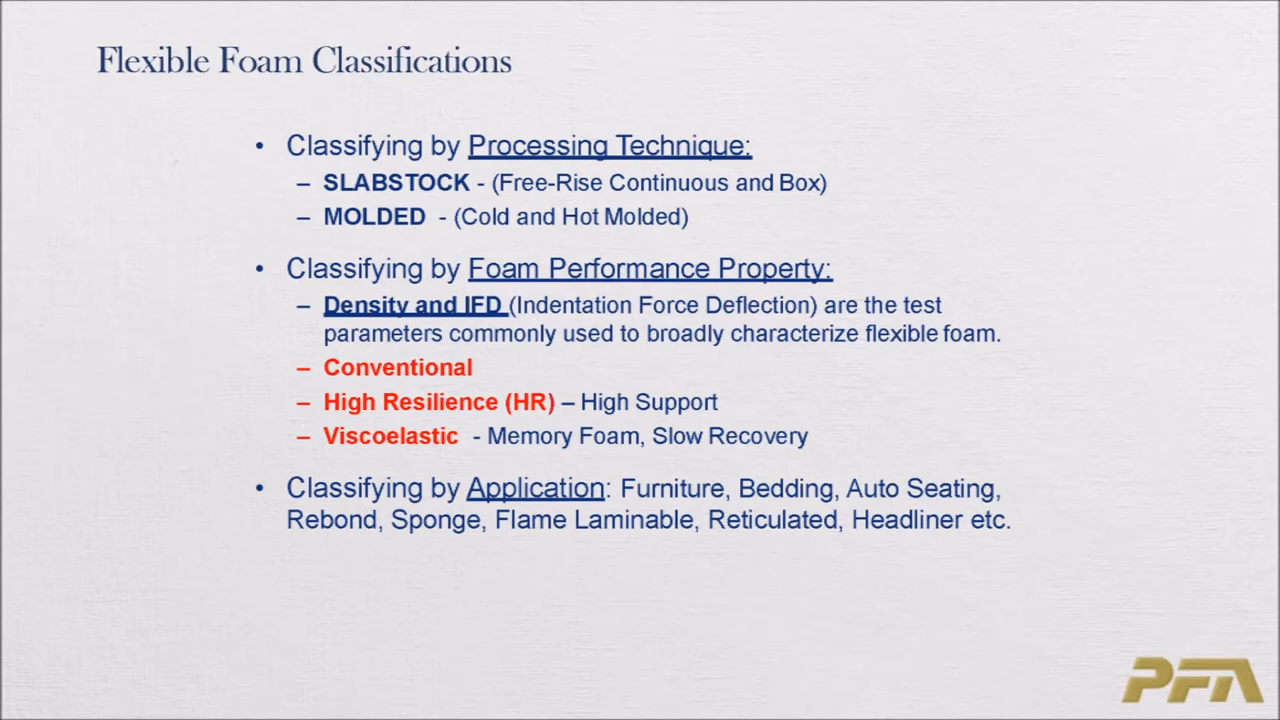 Flexible Foam Classifications
• Classifying by Processing Technique:
– SLABSTOCK - (Free-Rise Continuous and Box)
– MOLDED - (Cold and Hot Molded)
• Classifying by Foam Performance Property:
– Density and IFD (Indentation Force Deflection) are the test
parameters commonly used to broadly characterize flexible foam.
– Conventional
– High Resilience (HR) – High Support
– Viscoelastic - Memory Foam, Slow Recovery
• Classifying by Application: Furniture, Bedding, Auto Seating,
Rebond, Sponge, Flame Laminable, Reticulated, Headliner etc.
PFA